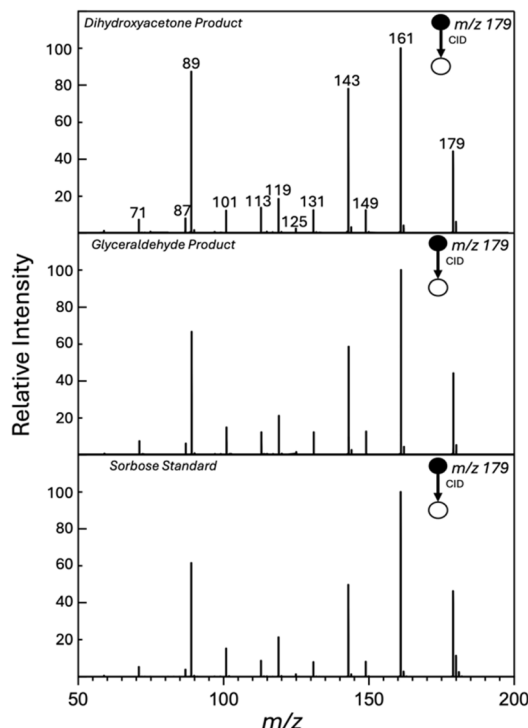 Dihydroxyacetone Product
m/z 179
CID
100
80
60
40
20
71
87
89
101
113
119
125
131
143
149
161
179
Glyceraldehyde Product
m/z 179
CID
100
80
60
40
20
Relative Intensity
Sorbose Standard
m/z 179
CID
100
80
60
40
20
50
100
150
200
m/z